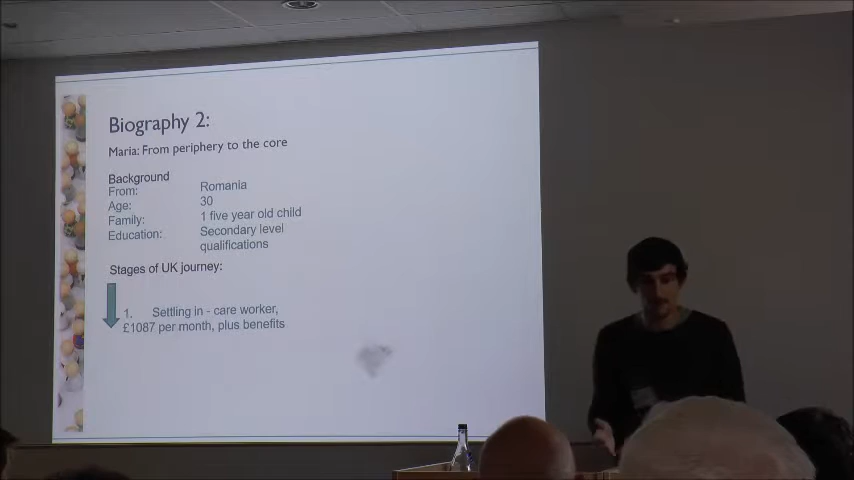 Biography 2:
Maria: From periphery to the core
Background
From: Romania
Age: 30
Family: 1 five year old child
Education: Secondary level
qualifications
Stages of UK journey:
1. Settling in - care worker,
£1087 per month, plus benefits